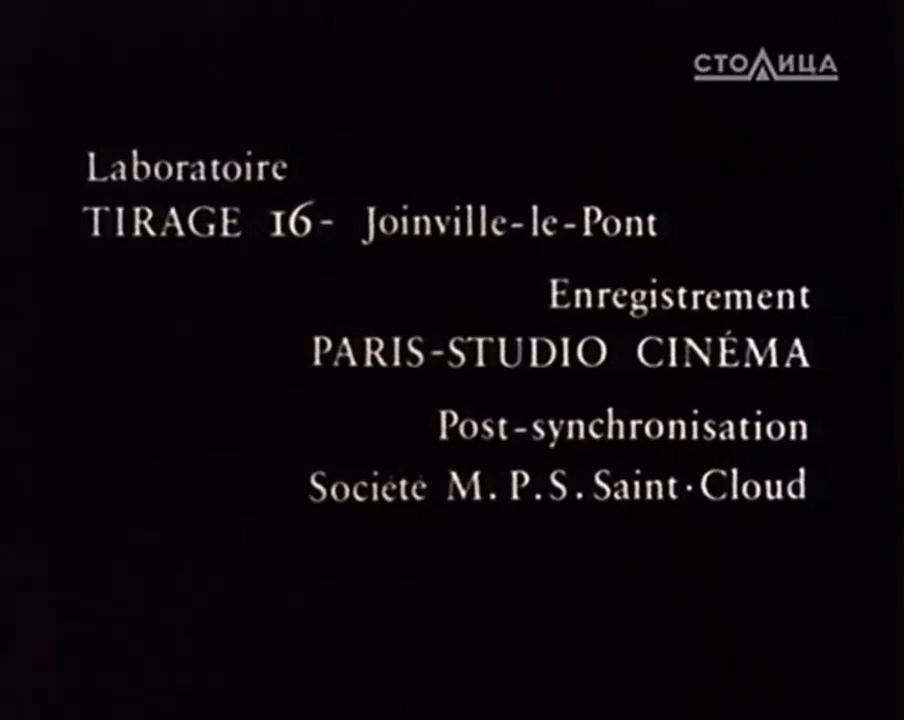 СТОЛИЦА
Laboratoire
TIRAGE 16- Joinville-le-Pont
Enregistrement
PARIS-STUDIO CINÉMA
Post-synchronisation
Société M. P. S. Saint·Cloud